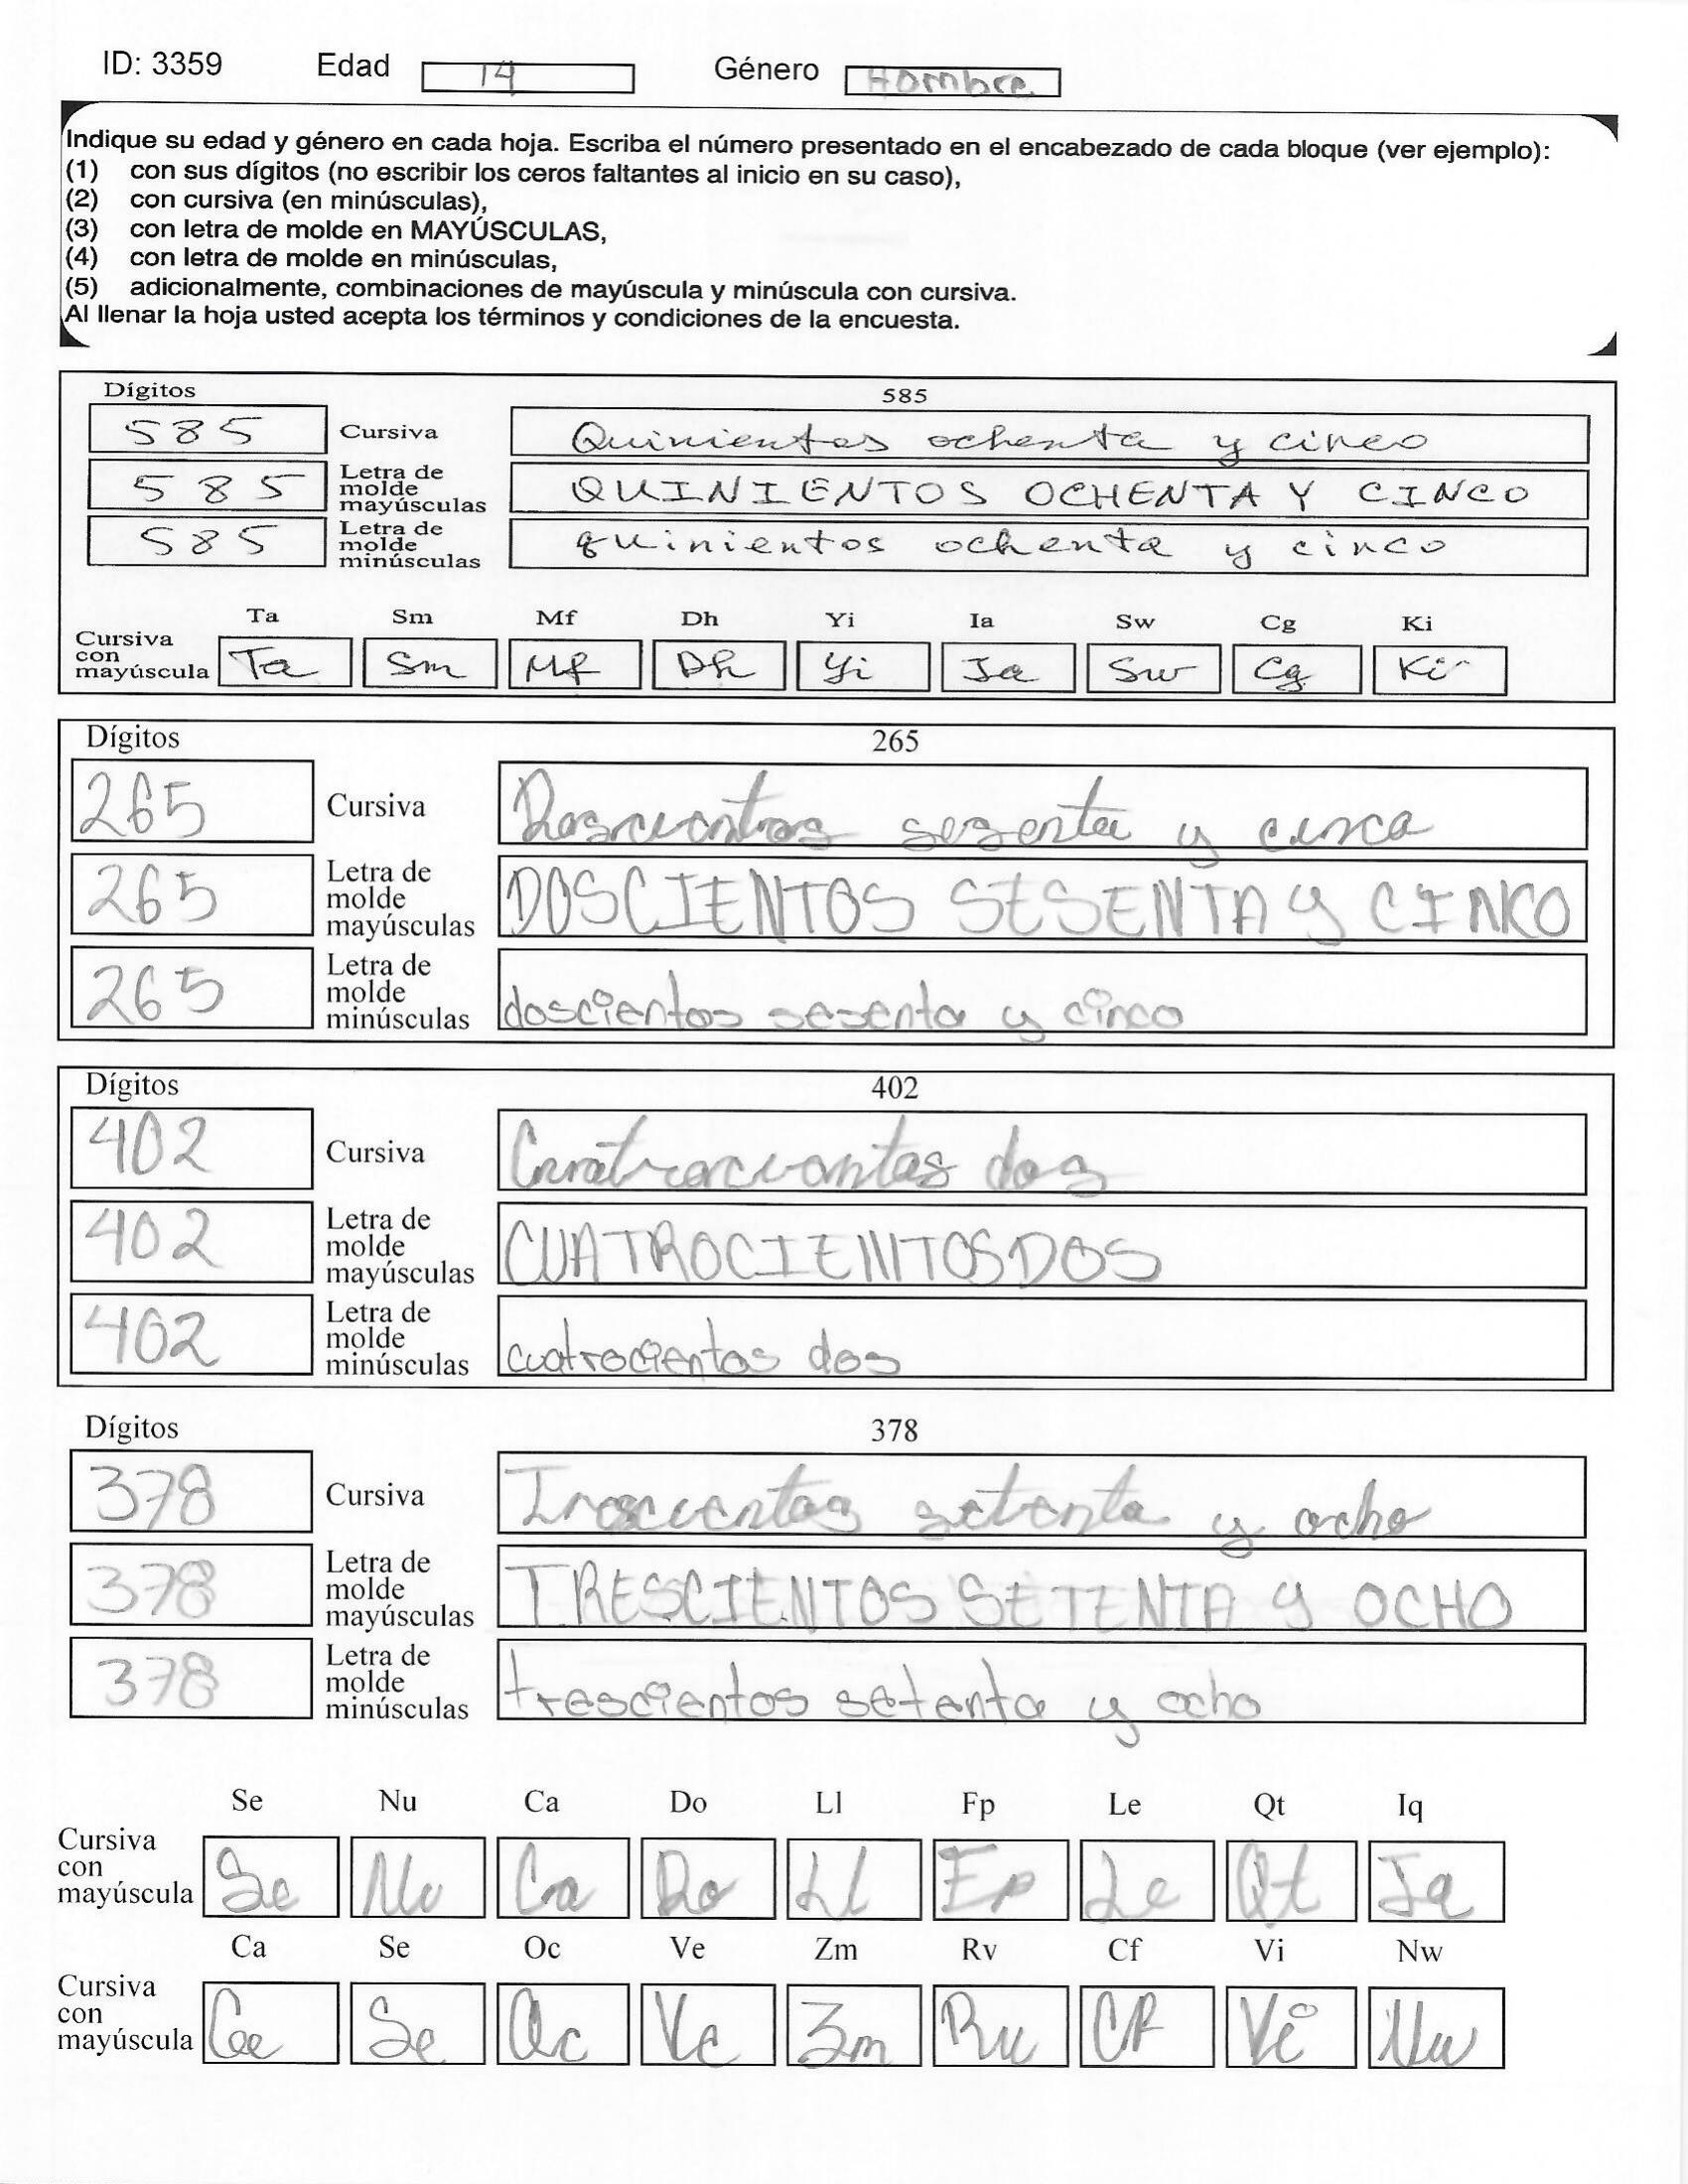 ID: 3359 Edad 14 Género Hombre
Indique su edad y género en cada hoja. Escriba el número presentado en el encabezado de cada bloque (ver ejemplo):
(1) con sus dígitos (no escribir los ceros faltantes al inicio en su caso),
(2) con cursiva (en minúsculas),
(3) con letra de molde en MAYÚSCULAS,
(4) con letra de molde en minúsculas,
(5) adicionalmente, combinaciones de mayúscula y minúscula con cursiva.
Al llenar la hoja usted acepta los términos y condiciones de la encuesta.
Dígitos 585
585 Cursiva Quinientos ochenta y cinco
585 Letra de molde mayúsculas QUINIENTOS OCHENTA Y CINCO
585 Letra de molde minúsculas quinientos ochenta y cinco
Ta Sm Mf Dh Yi Ia Sw Cg Ki
Cursiva con mayúscula Ta Sm Mf Dh Yi Ia Sw Cg Ki
Dígitos 265
265 Cursiva Doscientos sesenta y cinco
265 Letra de molde mayúsculas DOSCIENTOS SESENTA Y CINCO
265 Letra de molde minúsculas doscientos sesenta y cinco
Dígitos 402
402 Cursiva Cuatrocientos dos
402 Letra de molde mayúsculas CUATROCIENTOS DOS
402 Letra de molde minúsculas cuatrocientos dos
Dígitos 378
378 Cursiva Trescientos setenta y ocho
378 Letra de molde mayúsculas TRESCIENTOS SETENTA Y OCHO
378 Letra de molde minúsculas trescientos setenta y ocho
Se Nu Ca Do Ll Fp Le Qt Iq
Cursiva con mayúscula Se Nu Ca Do Ll Fp Le Qt Iq
Ca Se Oc Ve Zm Rv Cf Vi Nw
Cursiva con mayúscula Ca Se Oc Ve Zm Rv Cf Vi Nw